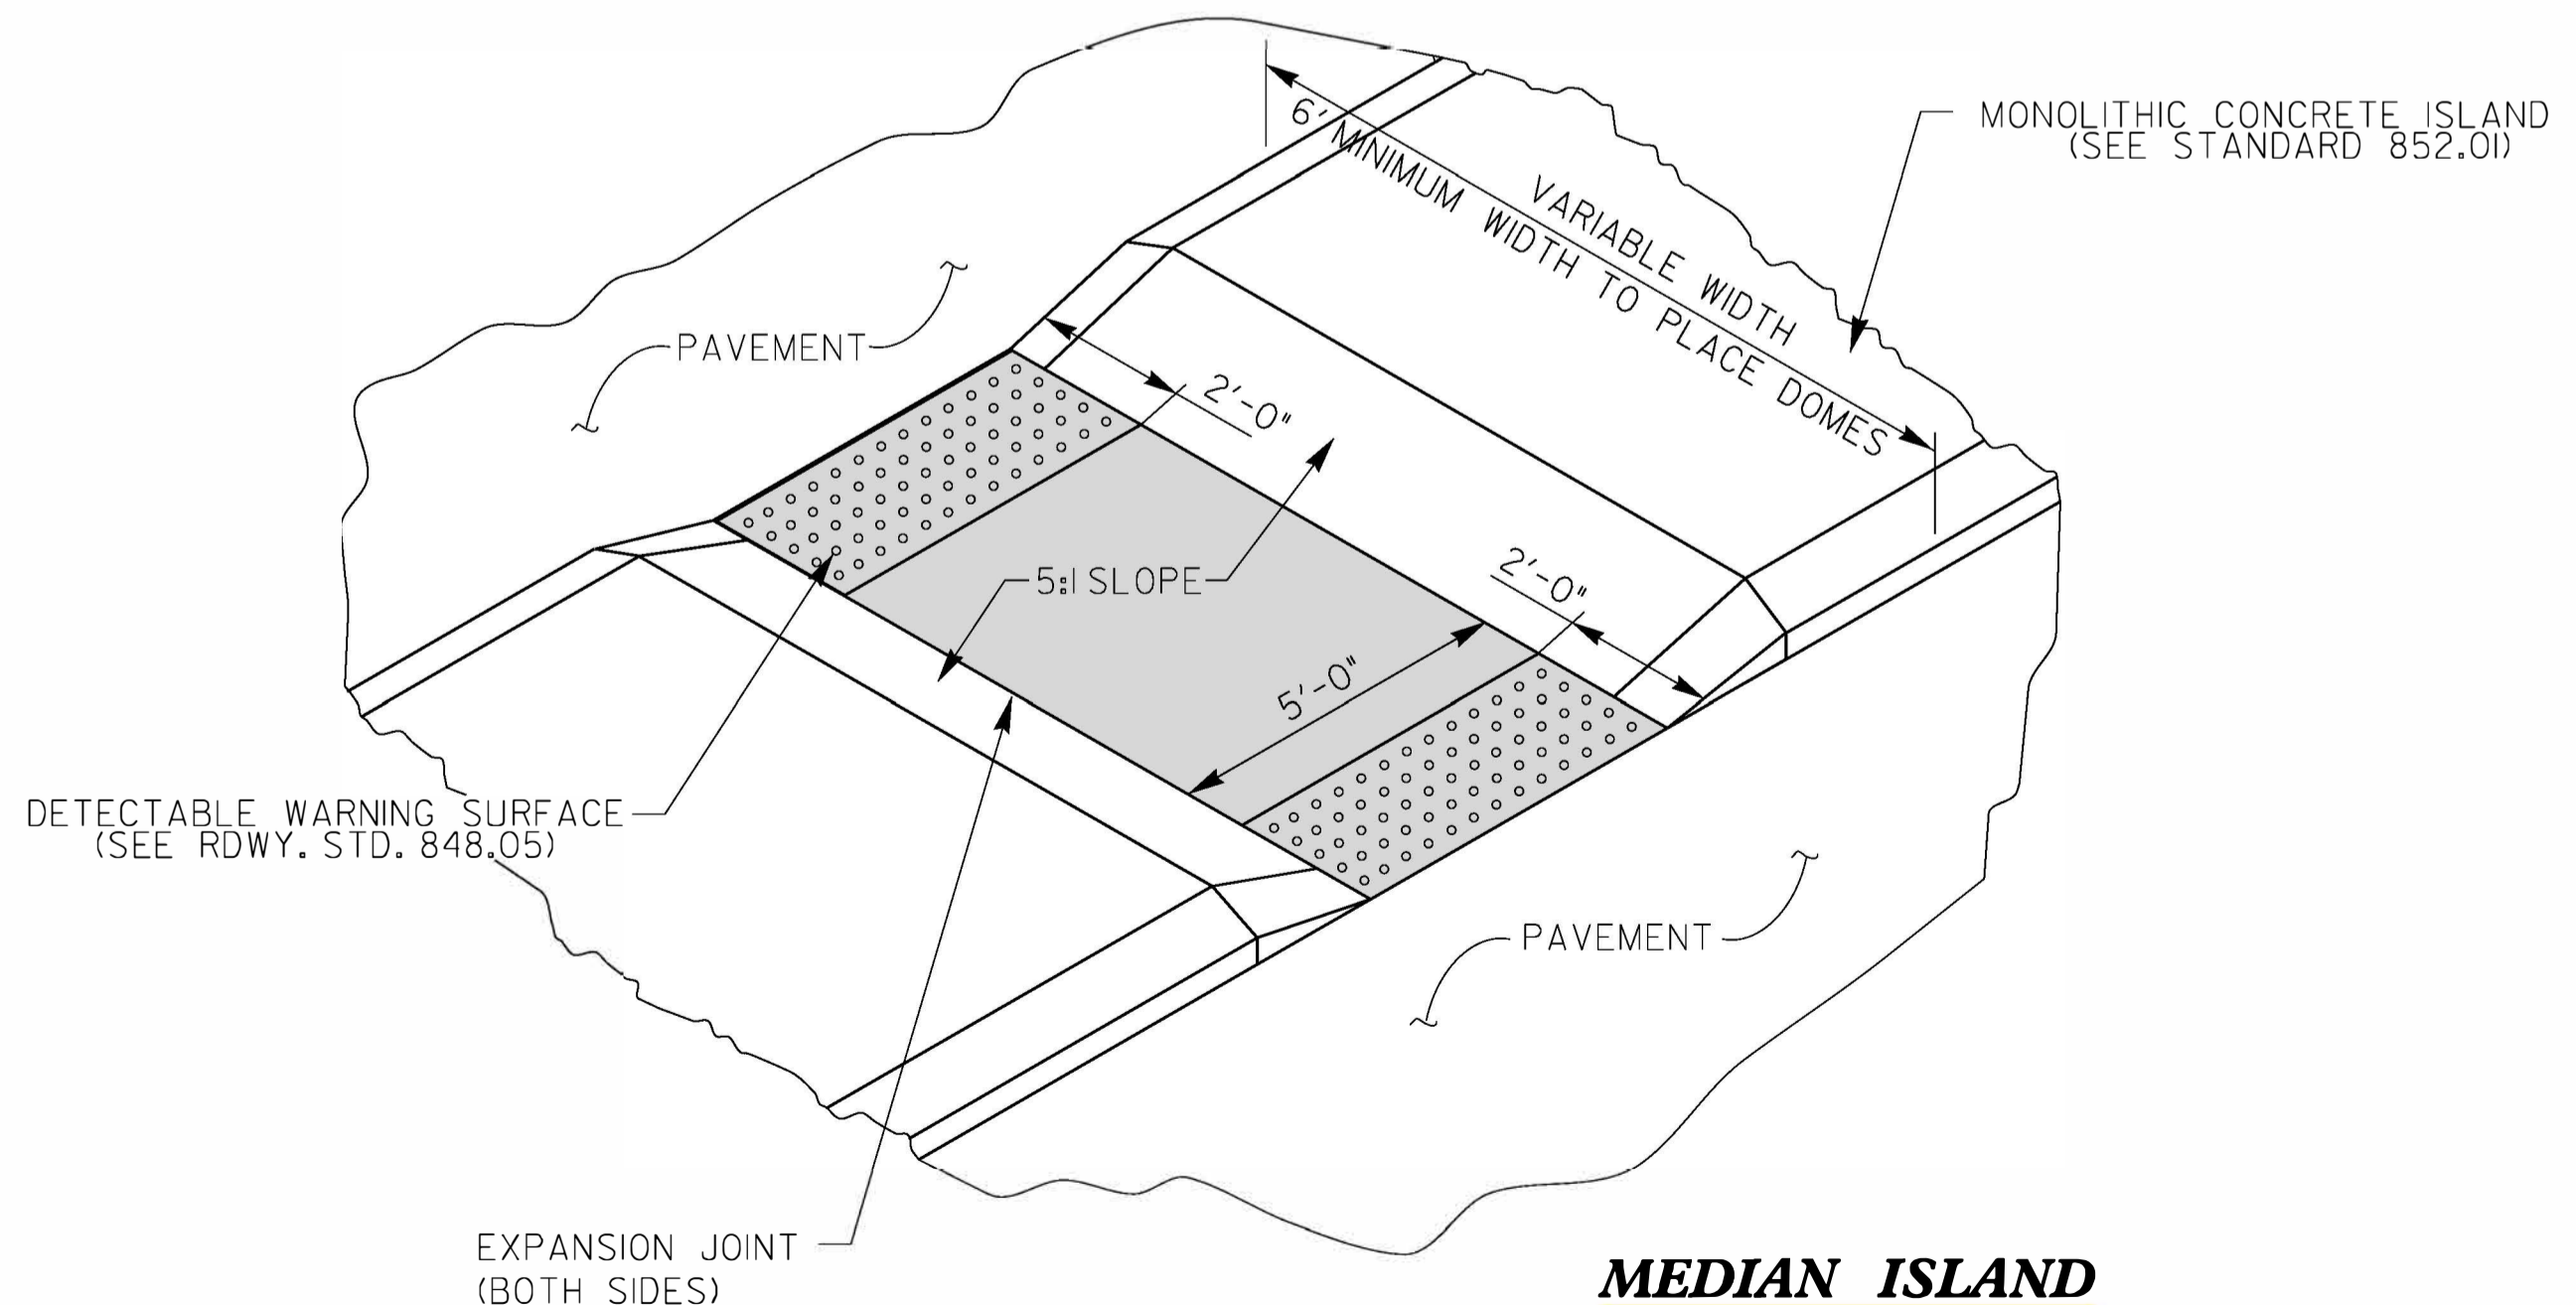 MONOLITHIC CONCRETE ISLAND
(SEE STANDARD 852.01)
VARIABLE WIDTH
6' MINIMUM WIDTH TO PLACE DOMES
PAVEMENT
2'-0"
5:1 SLOPE
2'-0"
5'-0"
DETECTABLE WARNING SURFACE
(SEE RDWY. STD. 848.05)
PAVEMENT
EXPANSION JOINT
(BOTH SIDES)
MEDIAN ISLAND